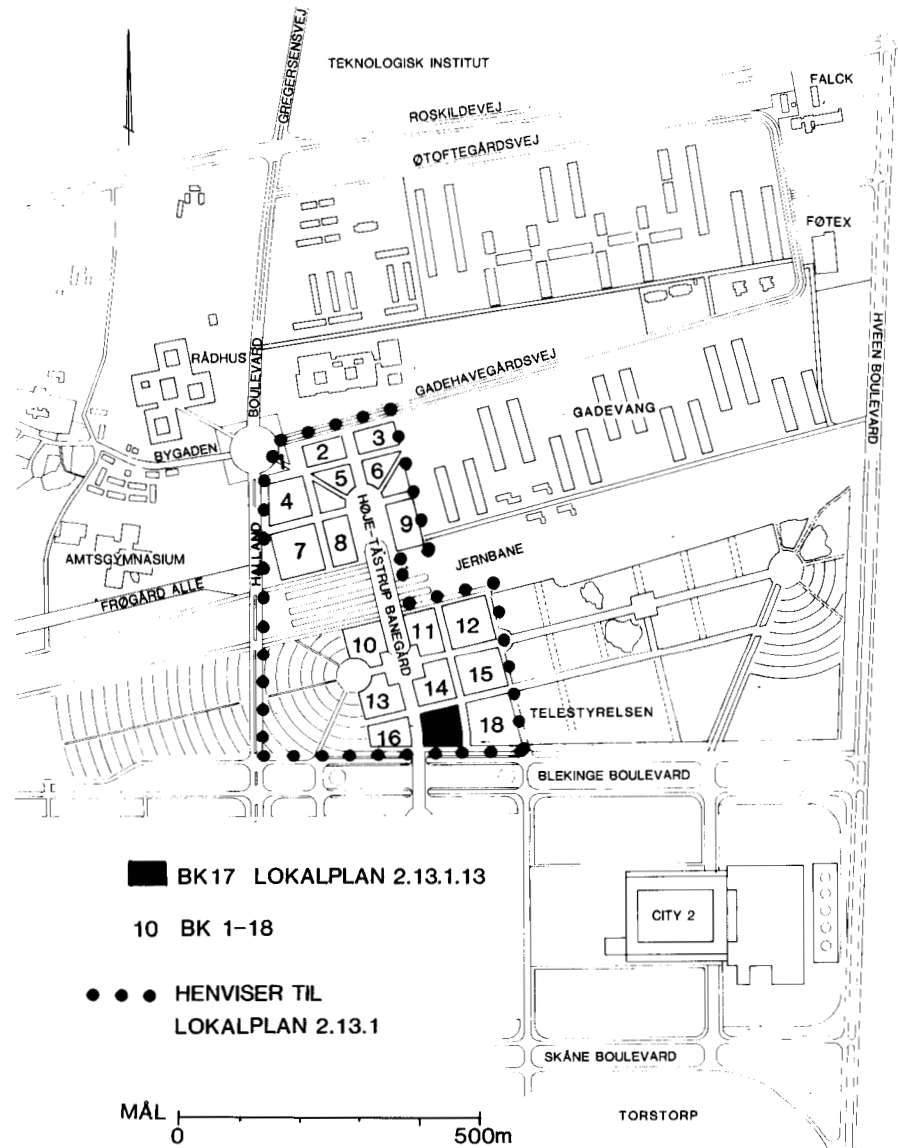 TEKNOLOGISK INSTITUT
GREGERSENSVEJ
FALCK
ROSKILDEVEJ
ØTOFTEGÅRDSVEJ
FØTEX
HVEEN BOULEVARD
RÅDHUS
BOULEVARD
GADEHAVEGÅRDSVEJ
GADEVANG
BYGADEN
1
2
3
4
5
6
7
8
9
HØJE-TÅSTRUP BANEGÅRD
JERNBANE
AMTSGYMNASIUM
HALLAND
FRØGÅRD ALLE
10
11
12
13
14
15
16
18
TELESTYRELSEN
BLEKINGE BOULEVARD
BK17 LOKALPLAN 2.13.1.13
CITY 2
10 BK 1-18
HENVISER TIL
LOKALPLAN 2.13.1
SKÅNE BOULEVARD
MÅL
0
500m
TORSTORP